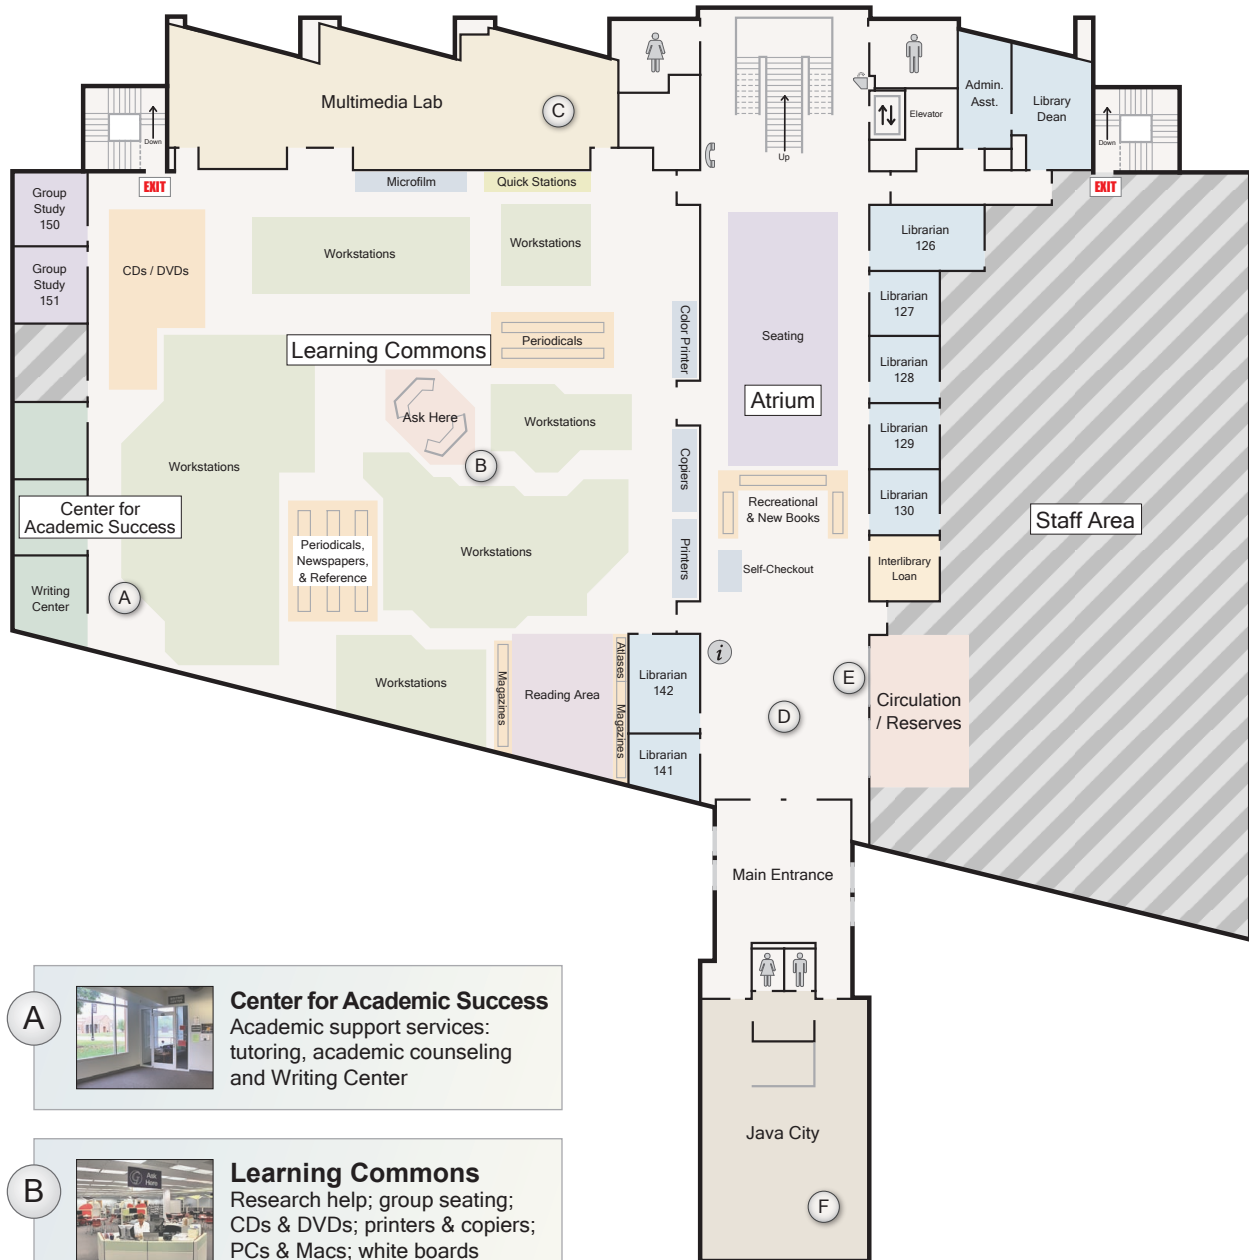 Multimedia Lab
C
Admin.
Asst.
Library
Dean
Elevator
Down
Up
Down
EXIT
EXIT
Microfilm
Quick Stations
Group
Study
150
Group
Study
151
CDs / DVDs
Workstations
Workstations
Librarian
126
Librarian
127
Librarian
128
Librarian
129
Librarian
130
Color Printer
Seating
Learning Commons
Periodicals
Atrium
Ask Here
Workstations
B
Workstations
Copiers
Recreational
& New Books
Staff Area
Center for
Academic Success
Periodicals,
Newspapers,
& Reference
Workstations
Printers
Self-Checkout
Interlibrary
Loan
Writing
Center
A
i
Workstations
Magazines
Reading Area
Atlases
Magazines
Librarian
142
Librarian
141
E
D
Circulation
/ Reserves
Main Entrance
Java City
F
A
Center for Academic Success
Academic support services:
tutoring, academic counseling
and Writing Center
B
Ask
Here
Learning Commons
Research help; group seating;
CDs & DVDs; printers & copiers;
PCs & Macs; white boards